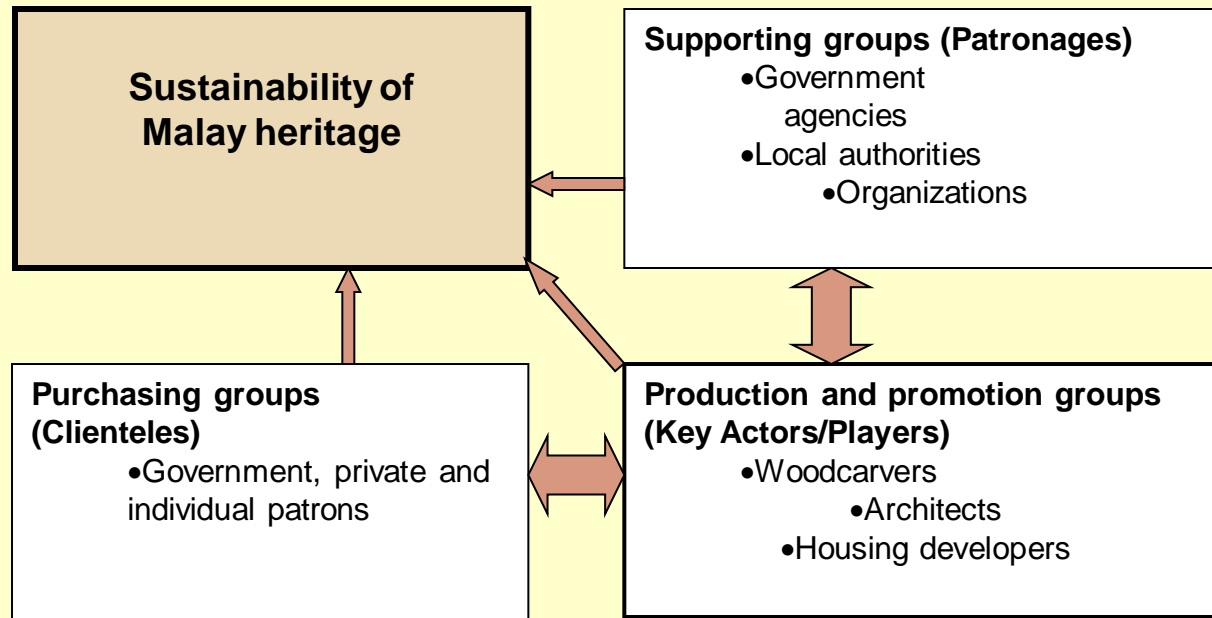 Sustainability of
Malay heritage
Supporting groups (Patronages)
•Government
agencies
•Local authorities
•Organizations
Purchasing groups
(Clienteles)
•Government, private and
individual patrons
Production and promotion groups
(Key Actors/Players)
•Woodcarvers
•Architects
•Housing developers